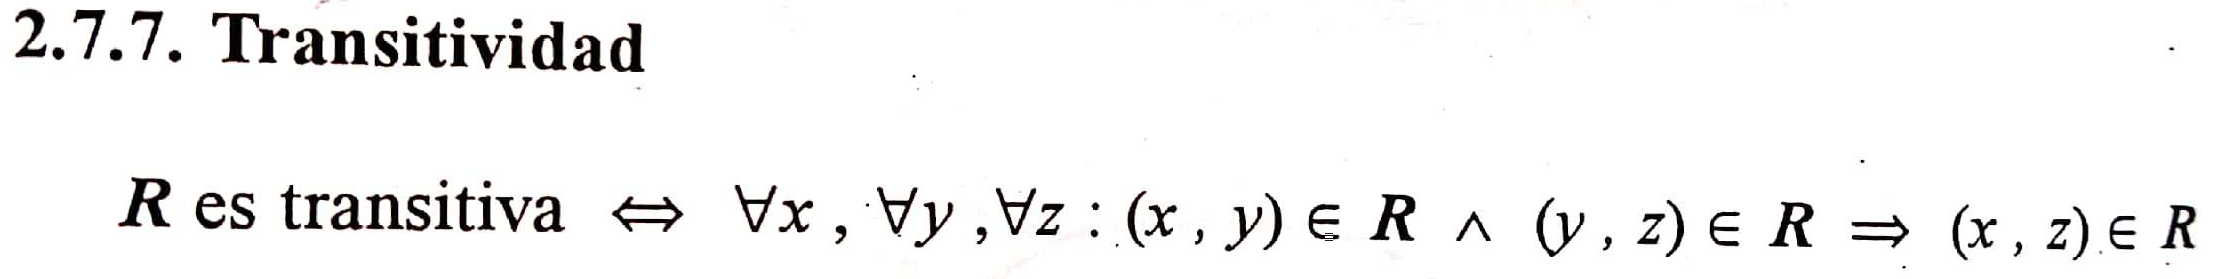 2.7.7. Transitividad
R es transitiva ⇔ ∀x , ∀y ,∀z : (x , y) ∈ R ∧ (y , z) ∈ R ⇒ (x , z) ∈ R